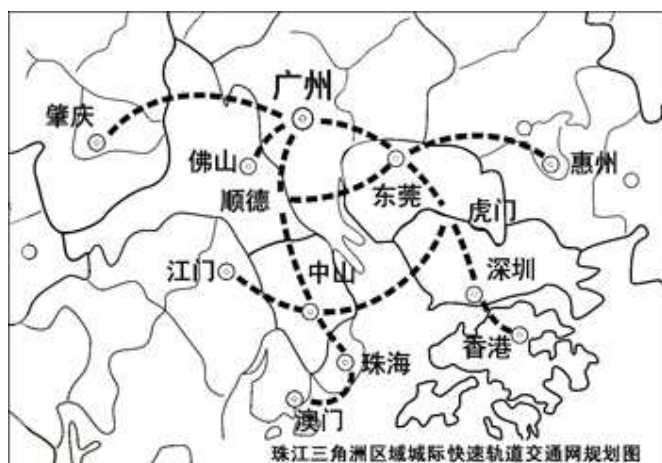 广州
肇庆
佛山
惠州
顺德
东莞
虎门
江门
中山
深圳
香港
珠海
澳门
珠江三角洲区域城际快速轨道交通网规划图